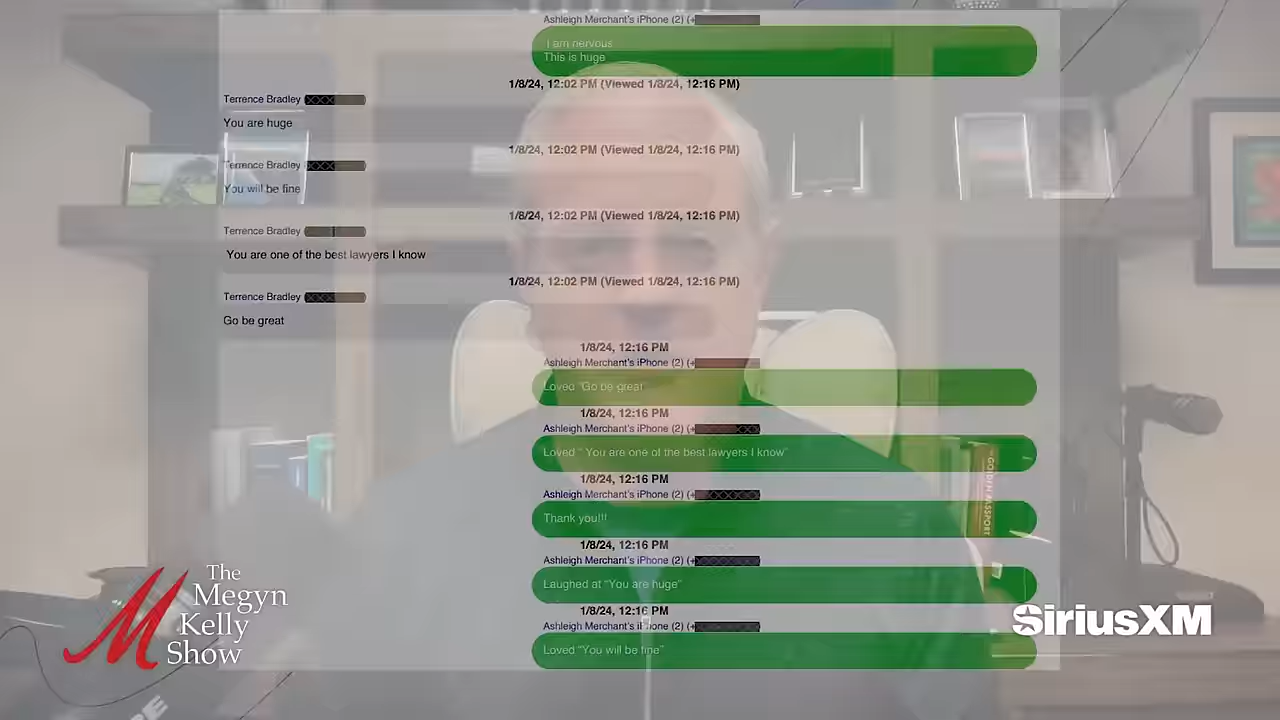 Ashleigh Merchant's iPhone (2) (+
I am nervous
This is huge
1/8/24, 12:02 PM (Viewed 1/8/24, 12:16 PM)
Terrence Bradley
You are huge
1/8/24, 12:02 PM (Viewed 1/8/24, 12:16 PM)
Terrence Bradley
You will be fine
1/8/24, 12:02 PM (Viewed 1/8/24, 12:16 PM)
Terrence Bradley
You are one of the best lawyers I know
1/8/24, 12:02 PM (Viewed 1/8/24, 12:16 PM)
Terrence Bradley
Go be great
1/8/24, 12:16 PM
Ashleigh Merchant's iPhone (2) (+
Loved "Go be great"
1/8/24, 12:16 PM
Ashleigh Merchant's iPhone (2) (+
Loved " You are one of the best lawyers I know"
1/8/24, 12:16 PM
Ashleigh Merchant's iPhone (2) (+
Thank you!!!
1/8/24, 12:16 PM
Ashleigh Merchant's iPhone (2) (+
Laughed at "You are huge"
1/8/24, 12:16 PM
Ashleigh Merchant's iPhone (2) (+
Loved "You will be fine"
GOLDEN PASSPORT
The
Megyn
Kelly
Show
SiriusXM